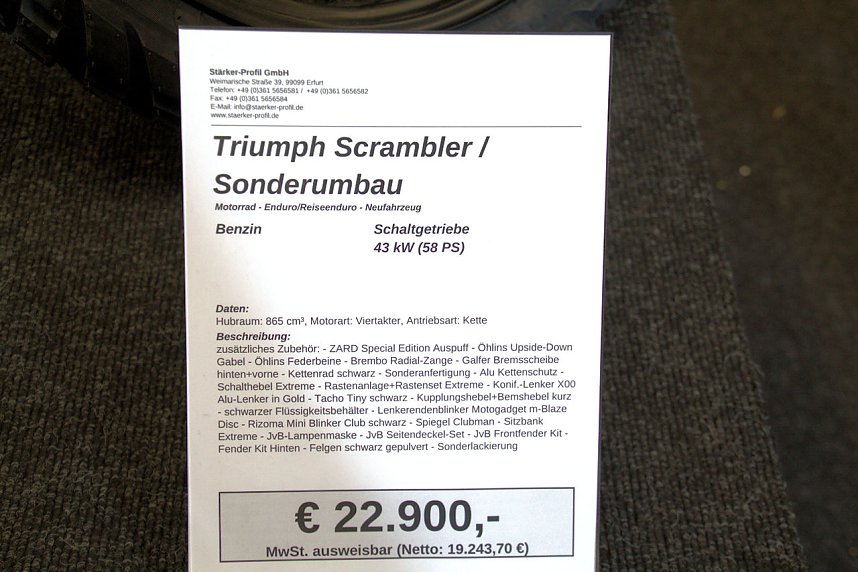 Stärker-Profil GmbH
Weimarische Straße 39, 99099 Erfurt
Telefon: +49 (0)361 5656581 / +49 (0)361 5656582
Fax: +49 (0)361 5656584
E-Mail: info@staerker-profil.de
www.staerker-profil.de
Triumph Scrambler /
Sonderumbau
Motorrad - Enduro/Reiseenduro - Neufahrzeug
Benzin Schaltgetriebe
43 kW (58 PS)
Daten:
Hubraum: 865 cm³, Motorart: Viertakter, Antriebsart: Kette
Beschreibung:
zusätzliches Zubehör: - ZARD Special Edition Auspuff - Öhlins Upside-Down
Gabel - Öhlins Federbeine - Brembo Radial-Zange - Galfer Bremsscheibe
hinten+vorne - Kettenrad schwarz - Sonderanfertigung - Alu Kettenschutz -
Schalthebel Extreme - Rastenanlage+Rastenset Extreme - Konif.-Lenker X00
Alu-Lenker in Gold - Tacho Tiny schwarz - Kupplungshebel+Bemshebel kurz
- schwarzer Flüssigkeitsbehälter - Lenkerendenblinker Motogadget m-Blaze
Disc - Rizoma Mini Blinker Club schwarz - Spiegel Clubman - Sitzbank
Extreme - JvB-Lampenmaske - JvB Seitendeckel-Set - JvB Frontfender Kit -
Fender Kit Hinten - Felgen schwarz gepulvert - Sonderlackierung
€ 22.900,-
MwSt. ausweisbar (Netto: 19.243,70 €)